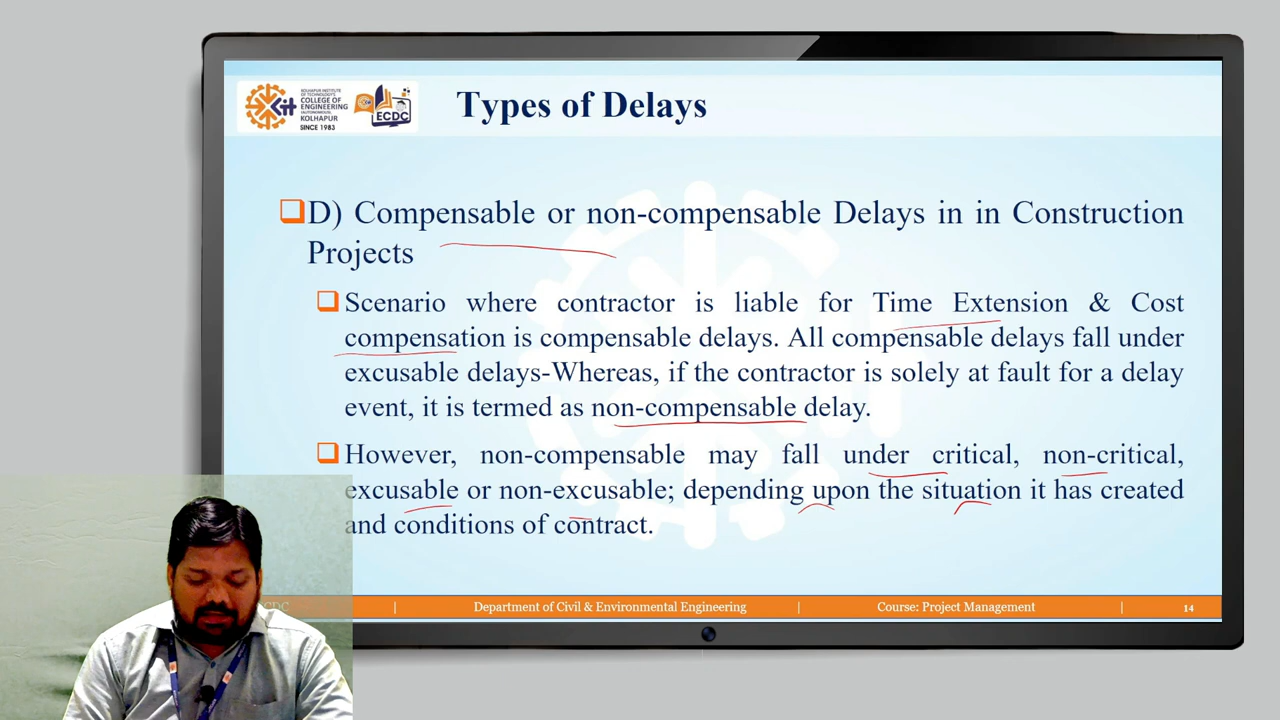 KOLHAPUR INSTITUTE
OF TECHNOLOGY'S
COLLEGE OF
ENGINEERING
(AUTONOMOUS),
KOLHAPUR
SINCE 1983
Kit
ECDC
Types of Delays
D) Compensable or non-compensable Delays in in Construction
Projects
Scenario where contractor is liable for Time Extension & Cost
compensation is compensable delays. All compensable delays fall under
excusable delays-Whereas, if the contractor is solely at fault for a delay
event, it is termed as non-compensable delay.
However, non-compensable may fall under critical, non-critical,
excusable or non-excusable; depending upon the situation it has created
and conditions of contract.
ECDC | Department of Civil & Environmental Engineering | Course: Project Management | 14